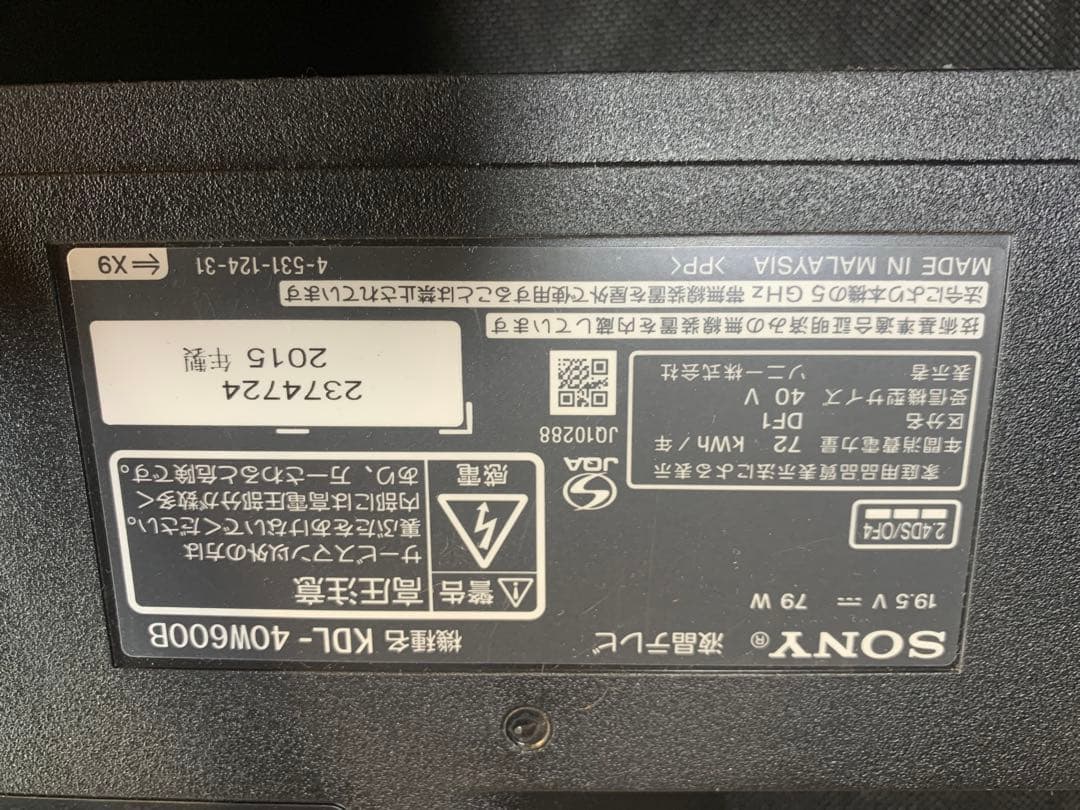 SONY® 液晶テレビ 機種名 KDL-40W600B
19.5 V ⎓ 79 W
2.4DS/OF4
⚠警告 高圧注意
感電
サービスマン以外の方は
裏ぶたをあけないでください。
内部には高電圧部分が数多く
あり、万一さわると危険です。
家庭用品品質表示法による表示
年間消費電力量 72 kWh/年
区分名 DF1
受信機型サイズ 40 V
表示者 ソニー株式会社
JQA
JQ10288
2374724
2015 年製
技術基準適合証明済みの無線装置を内蔵しています
法令により本機の5 GHz 帯無線装置を屋外で使用することは禁止されています
MADE IN MALAYSIA >PP< 4-531-124-31 ⇐X9